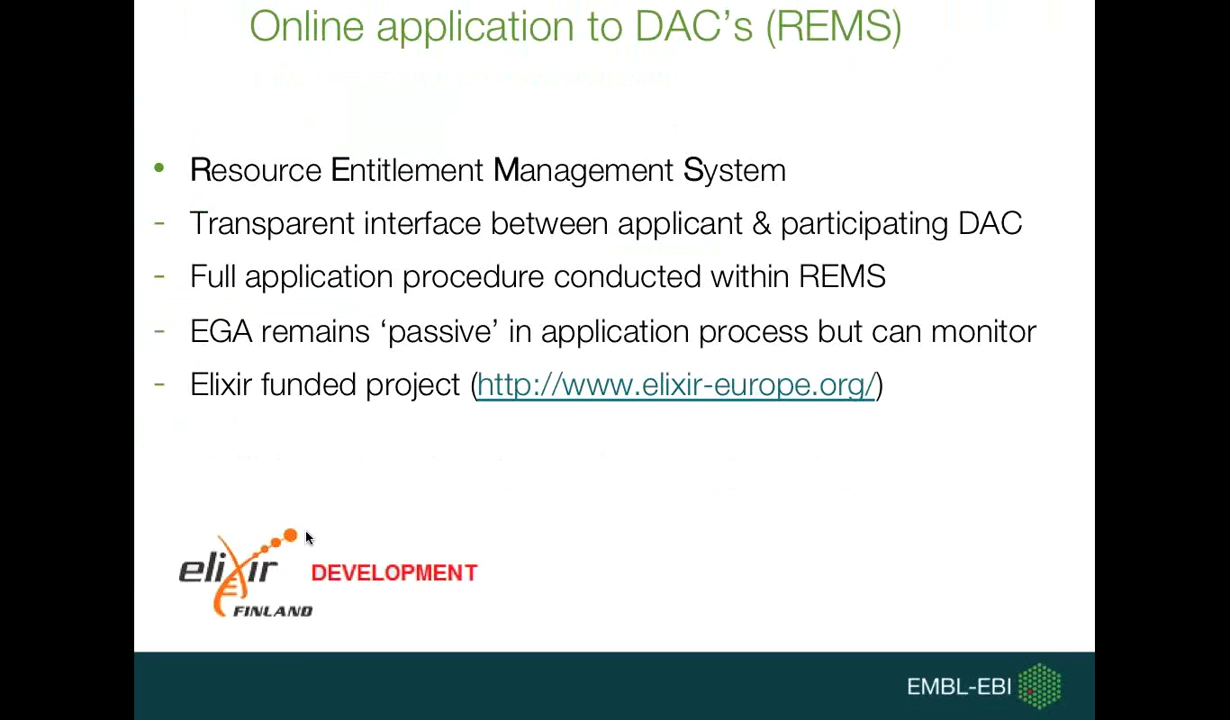 Online application to DAC’s (REMS)
• Resource Entitlement Management System
- Transparent interface between applicant & participating DAC
- Full application procedure conducted within REMS
- EGA remains ‘passive’ in application process but can monitor
- Elixir funded project (http://www.elixir-europe.org/)
elixir
DEVELOPMENT
FINLAND
EMBL-EBI